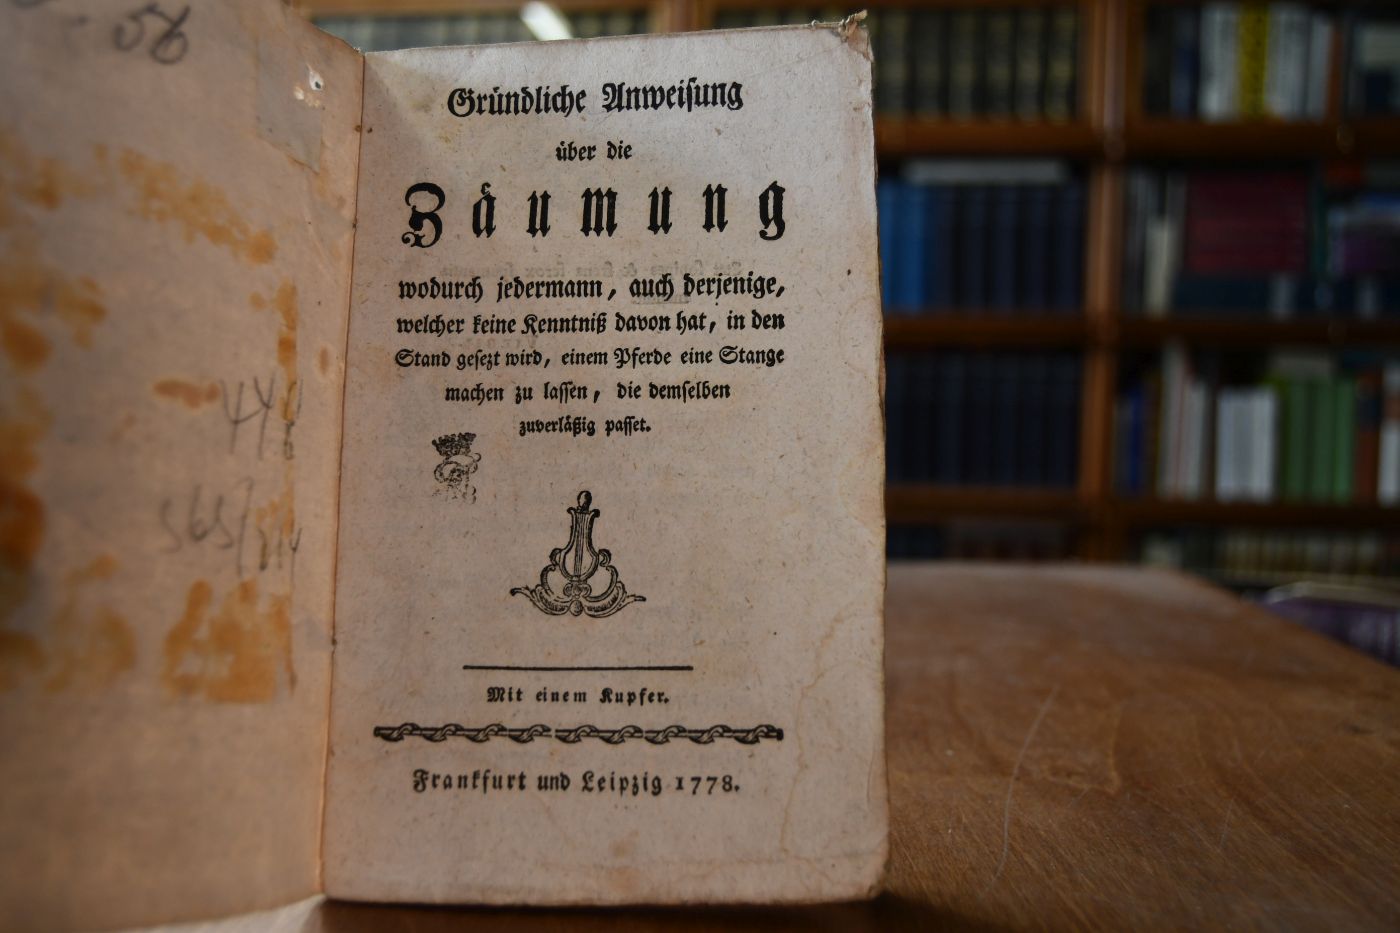 56
Gründliche Anweisung
über die
Zäumung
wodurch jedermann, auch derjenige,
welcher keine Kenntniß davon hat, in den
Stand gesezt wird, einem Pferde eine Stange
machen zu lassen, die demselben
zuverläßig passet.
Mit einem Kupfer.
Frankfurt und Leipzig 1778.